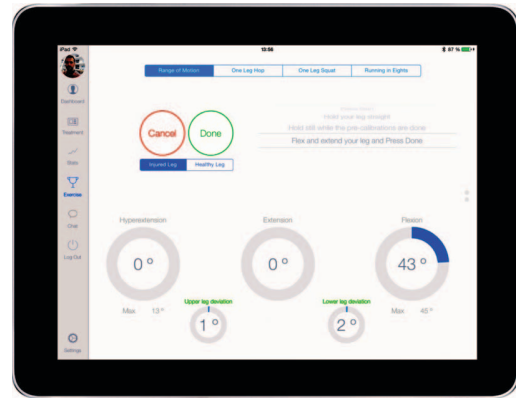 iPad 13:56 87 %
Range of Motion One Leg Hop One Leg Squat Running in Eights
Dashboard
Treatment
Stats
Exercise
Chat
Log Out
Settings
Cancel Done
Injured Leg Healthy Leg
Hold your leg straight
Hold still while the pre calibrations are done
Flex and extend your leg and Press Done
Hyperextension Extension Flexion
0 º 0 º 43 º
Max 13 º Max 45 º
Upper leg deviation Lower leg deviation
1 º 2 º